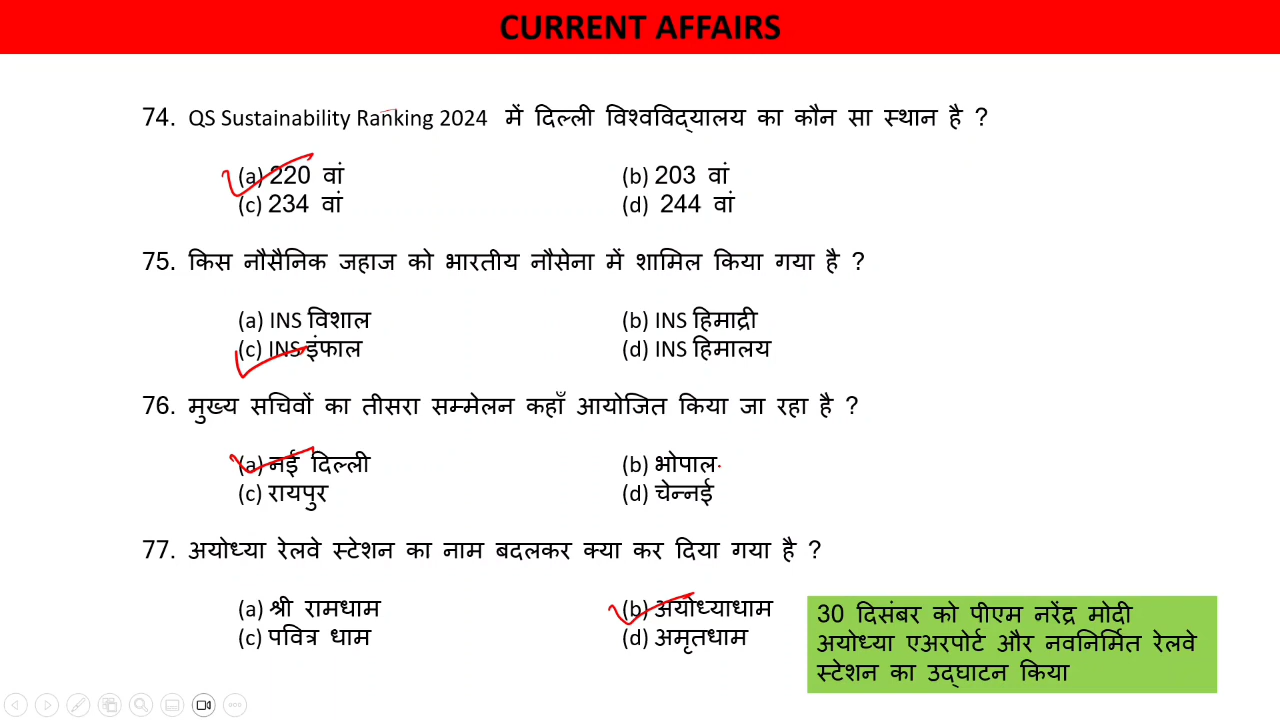 CURRENT AFFAIRS
74. QS Sustainability Ranking 2024 में दिल्ली विश्वविद्यालय का कौन सा स्थान है ?
(a) 220 वां (b) 203 वां
(c) 234 वां (d) 244 वां
75. किस नौसैनिक जहाज को भारतीय नौसेना में शामिल किया गया है ?
(a) INS विशाल (b) INS हिमाद्री
(c) INS इंफाल (d) INS हिमालय
76. मुख्य सचिवों का तीसरा सम्मेलन कहाँ आयोजित किया जा रहा है ?
(a) नई दिल्ली (b) भोपाल
(c) रायपुर (d) चेन्नई
77. अयोध्या रेलवे स्टेशन का नाम बदलकर क्या कर दिया गया है ?
(a) श्री रामधाम (b) अयोध्याधाम
(c) पवित्र धाम (d) अमृतधाम
30 दिसंबर को पीएम नरेंद्र मोदी
अयोध्या एअरपोर्ट और नवनिर्मित रेलवे
स्टेशन का उद्घाटन किया